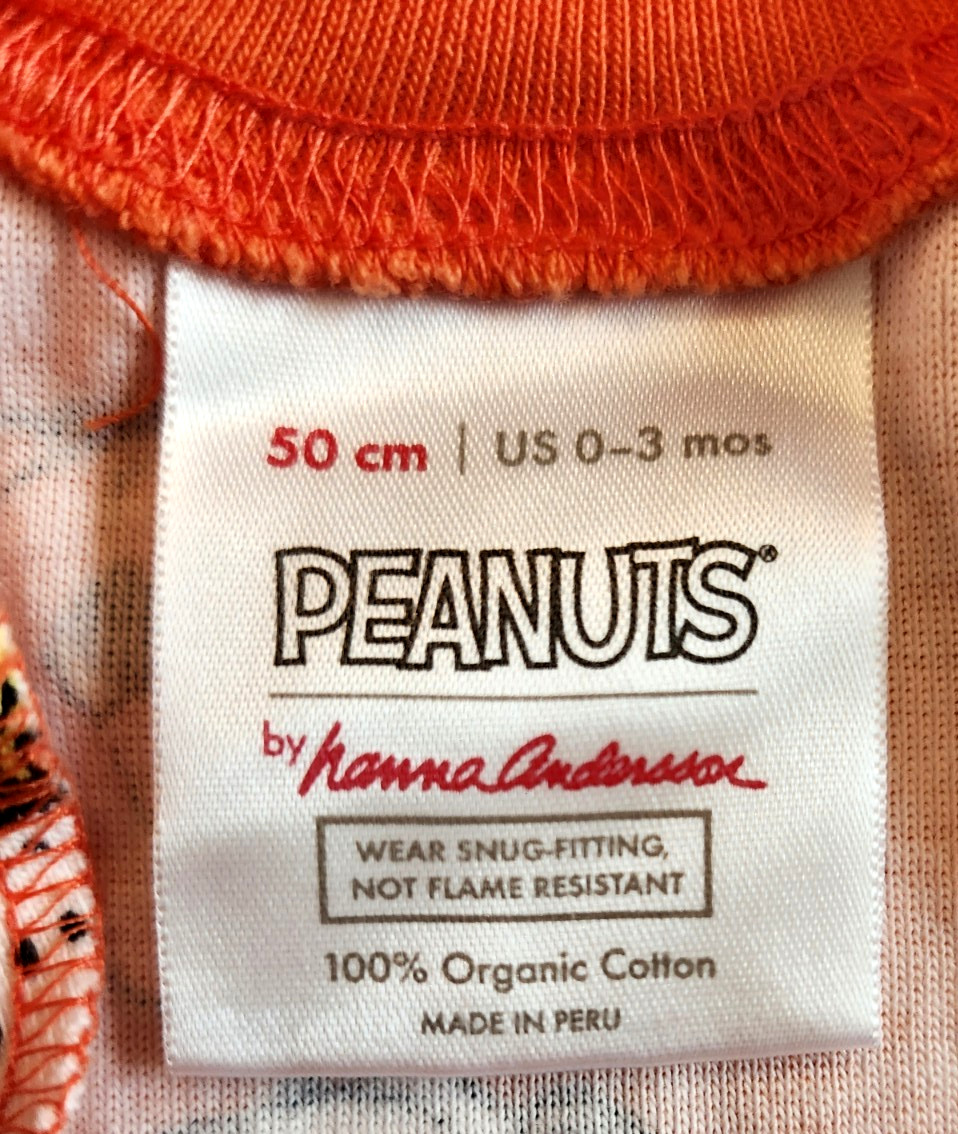 50 cm | US 0–3 mos
PEANUTS®
by hanna Andersson
WEAR SNUG-FITTING,
NOT FLAME RESISTANT
100% Organic Cotton
MADE IN PERU